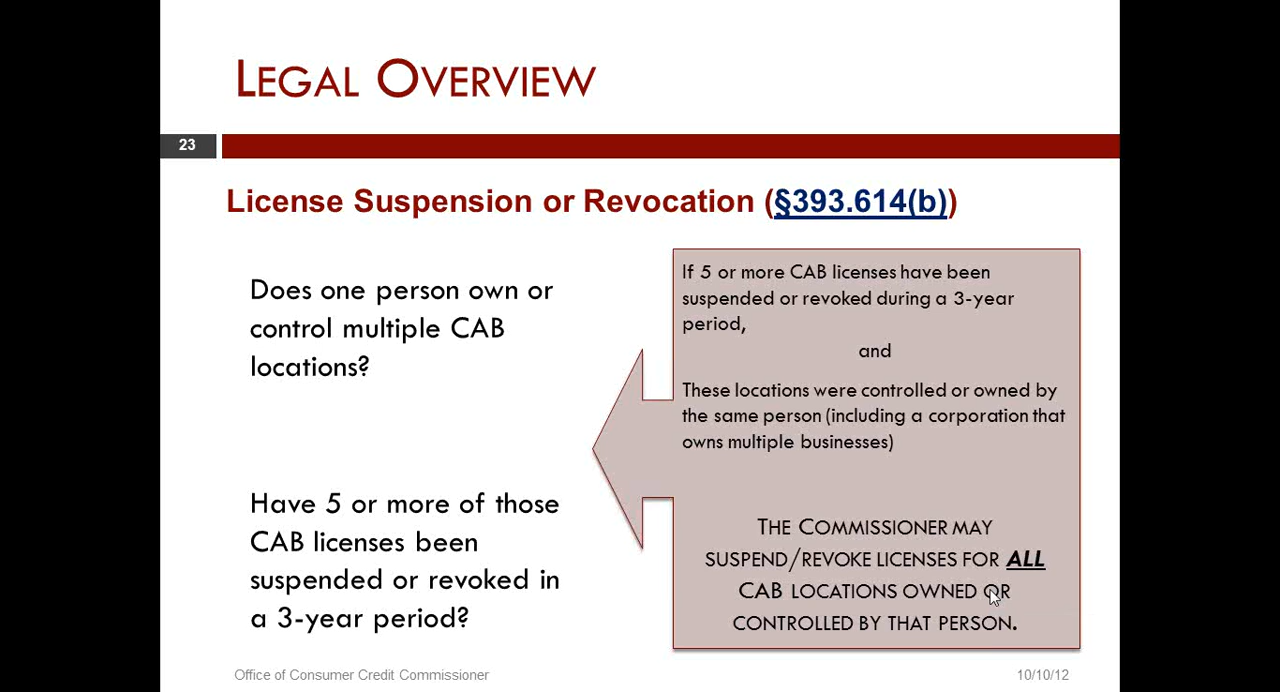 LEGAL OVERVIEW
23
License Suspension or Revocation (§393.614(b))
Does one person own or
control multiple CAB
locations?
Have 5 or more of those
CAB licenses been
suspended or revoked in
a 3-year period?
If 5 or more CAB licenses have been
suspended or revoked during a 3-year
period,
and
These locations were controlled or owned by
the same person (including a corporation that
owns multiple businesses)
THE COMMISSIONER MAY
SUSPEND/REVOKE LICENSES FOR ALL
CAB LOCATIONS OWNED OR
CONTROLLED BY THAT PERSON.
Office of Consumer Credit Commissioner
10/10/12